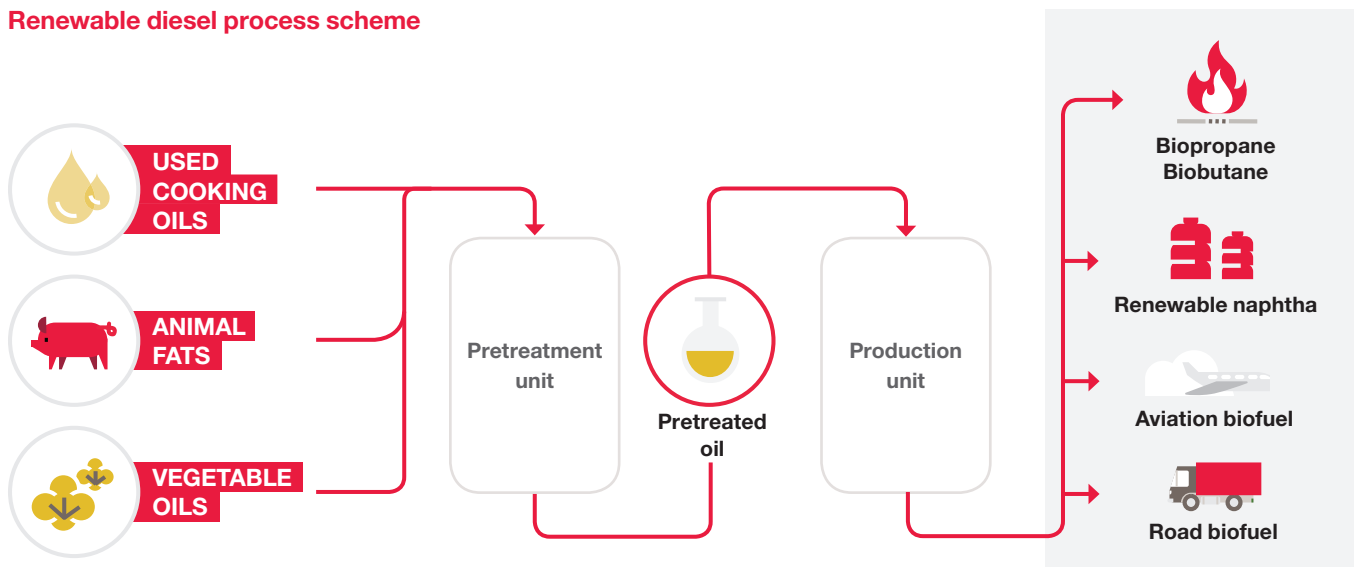 Renewable diesel process scheme
USED
COOKING
OILS
ANIMAL
FATS
VEGETABLE
OILS
Pretreatment
unit
Pretreated
oil
Production
unit
Biopropane
Biobutane
Renewable naphtha
Aviation biofuel
Road biofuel